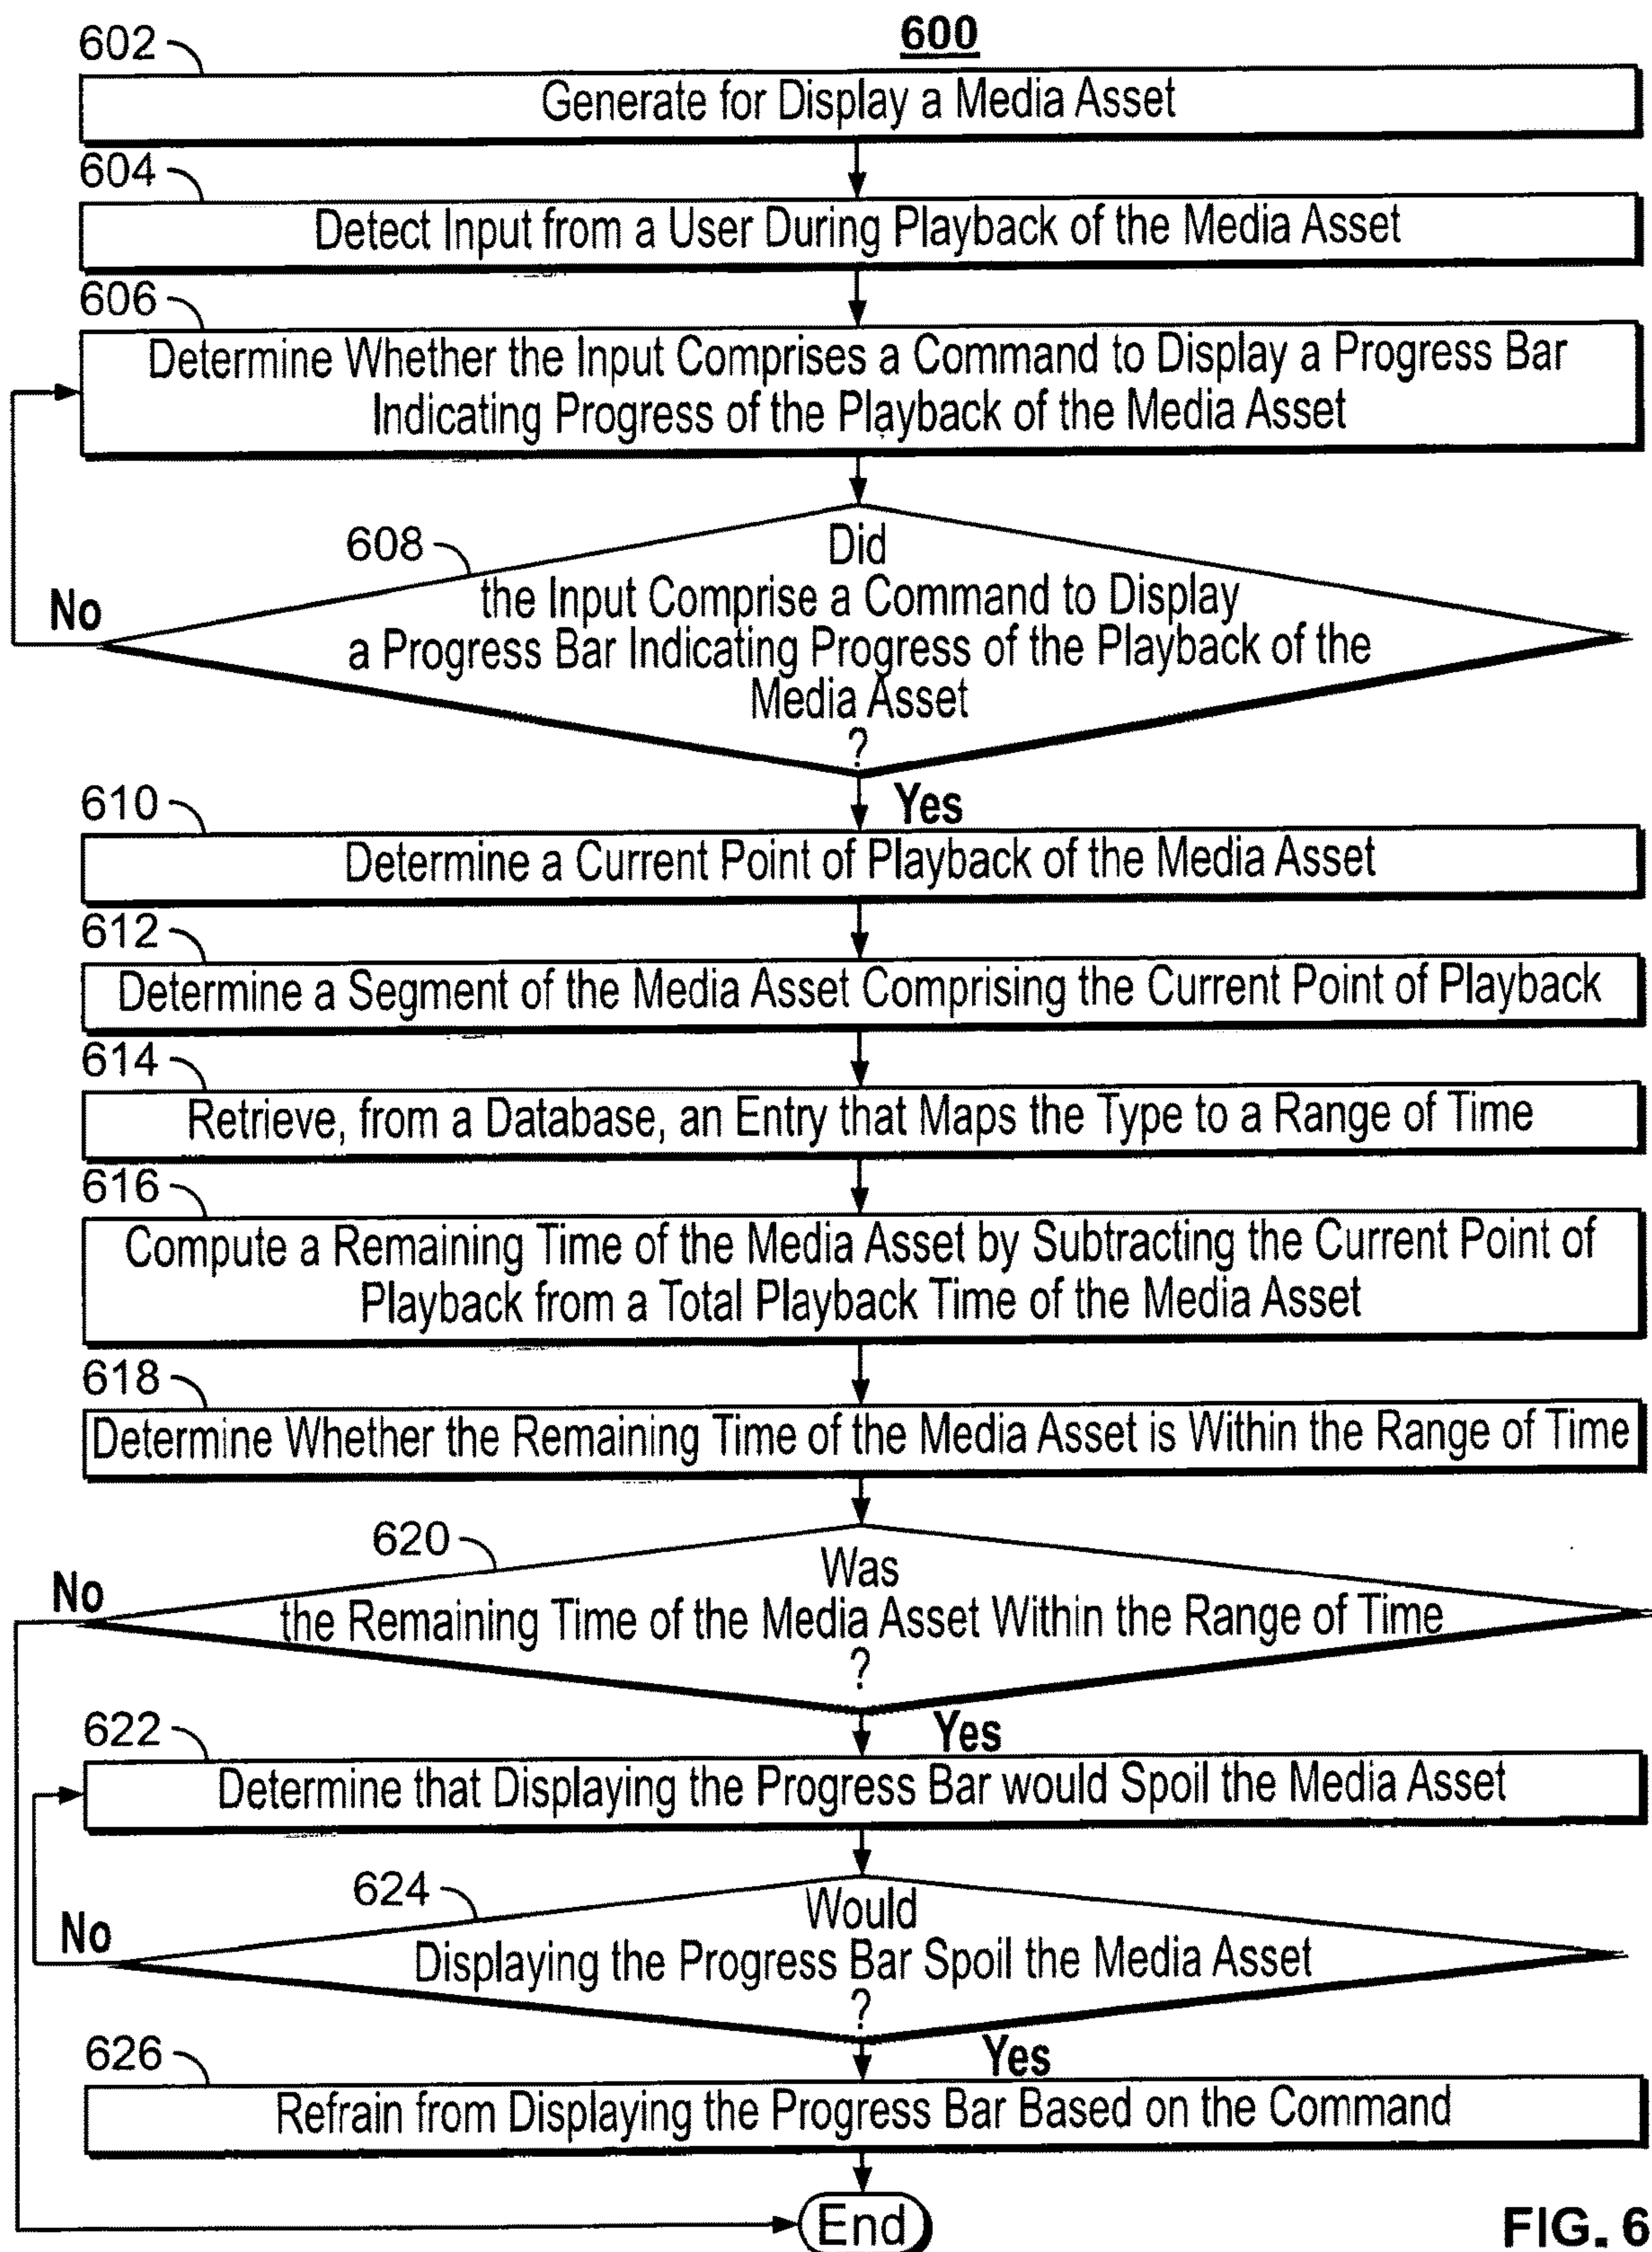 600
602
Generate for Display a Media Asset
604
Detect Input from a User During Playback of the Media Asset
606
Determine Whether the Input Comprises a Command to Display a Progress Bar
Indicating Progress of the Playback of the Media Asset
608
Did
the Input Comprise a Command to Display
a Progress Bar Indicating Progress of the Playback of the
Media Asset
?
No
Yes
610
Determine a Current Point of Playback of the Media Asset
612
Determine a Segment of the Media Asset Comprising the Current Point of Playback
614
Retrieve, from a Database, an Entry that Maps the Type to a Range of Time
616
Compute a Remaining Time of the Media Asset by Subtracting the Current Point of
Playback from a Total Playback Time of the Media Asset
618
Determine Whether the Remaining Time of the Media Asset is Within the Range of Time
620
Was
the Remaining Time of the Media Asset Within the Range of Time
?
No
Yes
622
Determine that Displaying the Progress Bar would Spoil the Media Asset
624
Would
Displaying the Progress Bar Spoil the Media Asset
?
No
Yes
626
Refrain from Displaying the Progress Bar Based on the Command
End
FIG. 6